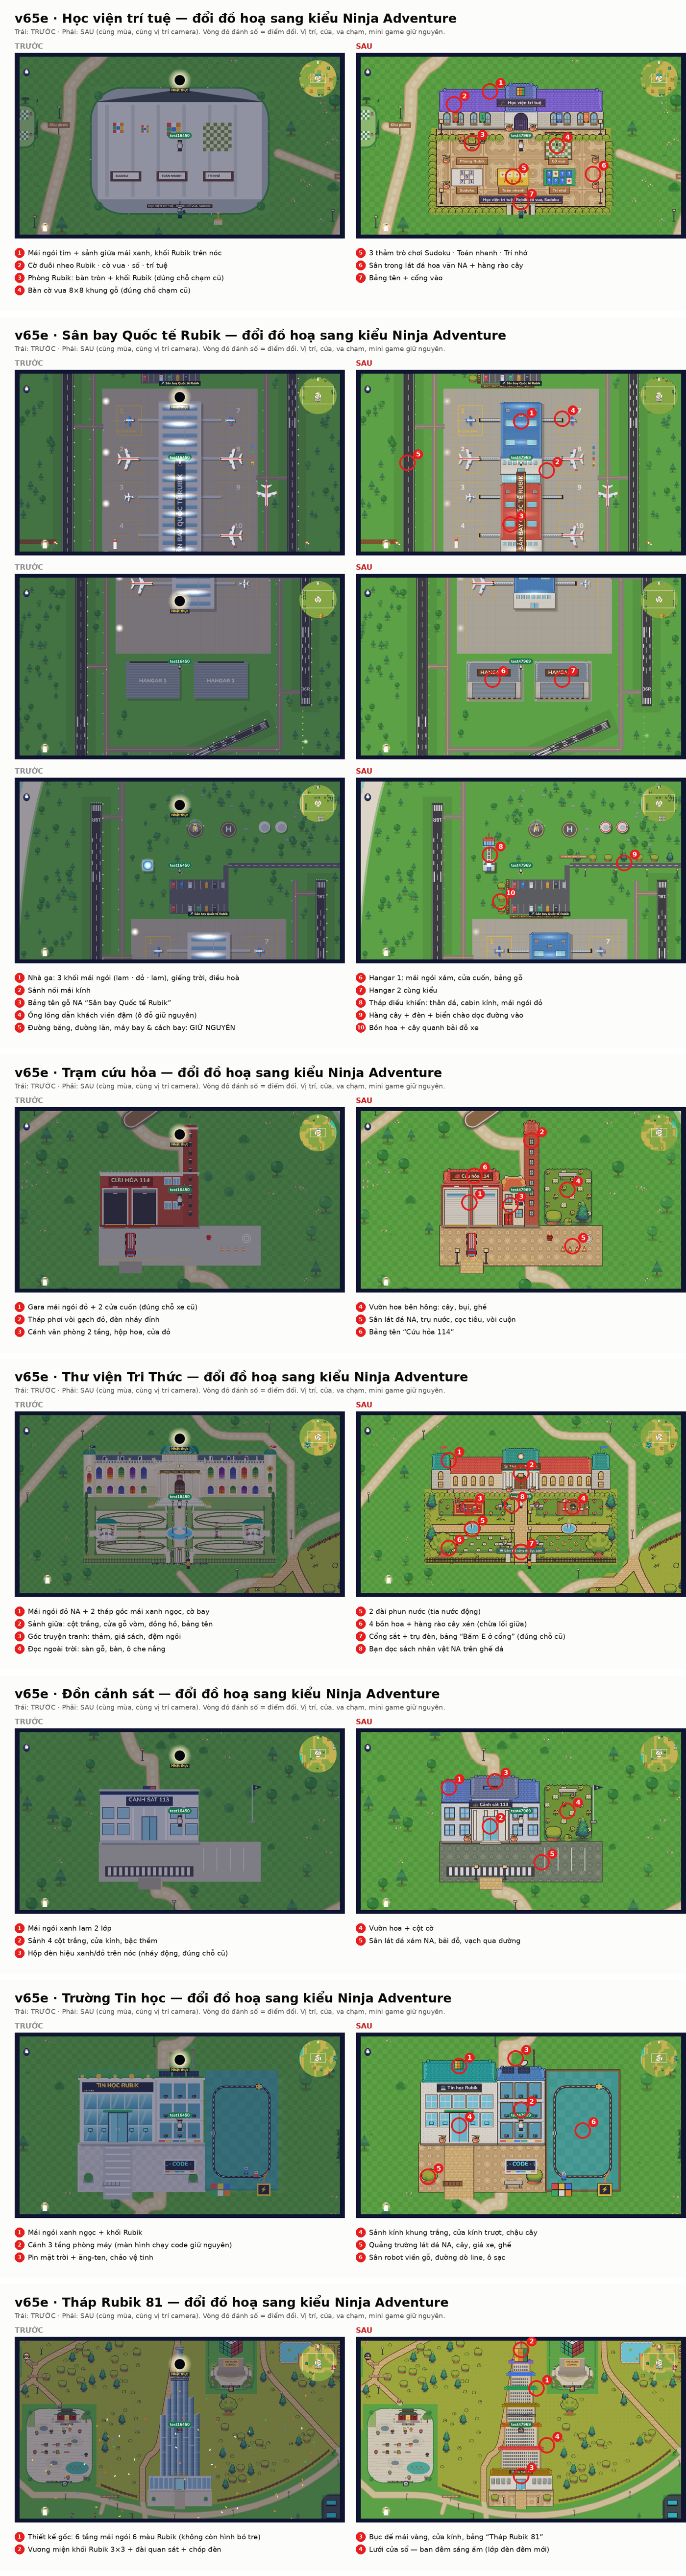 v65e · Học viện trí tuệ — đổi đồ hoạ sang kiểu Ninja Adventure
Trái: TRƯỚC · Phải: SAU (cùng mùa, cùng vị trí camera). Vòng đỏ đánh số = điểm đổi. Vị trí, cửa, va chạm, mini game giữ nguyên.
TRƯỚC
SAU
1 Mái ngói tím + sảnh giữa mái xanh, khối Rubik trên nóc
2 Cờ đuôi nheo Rubik · cờ vua · số · trí tuệ
3 Phòng Rubik: bàn tròn + khối Rubik (đúng chỗ chạm cũ)
4 Bàn cờ vua 8×8 khung gỗ (đúng chỗ chạm cũ)
5 3 thảm trò chơi Sudoku · Toán nhanh · Trí nhớ
6 Sân trong lát đá hoa văn NA + hàng rào cây
7 Bảng tên + cổng vào
v65e · Sân bay Quốc tế Rubik — đổi đồ hoạ sang kiểu Ninja Adventure
Trái: TRƯỚC · Phải: SAU (cùng mùa, cùng vị trí camera). Vòng đỏ đánh số = điểm đổi. Vị trí, cửa, va chạm, mini game giữ nguyên.
TRƯỚC
SAU
TRƯỚC
SAU
HANGAR 1
HANGAR 2
TRƯỚC
SAU
1 Nhà ga: 3 khối mái ngói (lam · đỏ · lam), giếng trời, điều hoà
2 Sảnh nối mái kính
3 Bảng tên gỗ NA “Sân bay Quốc tế Rubik”
4 Ống lồng dẫn khách viền đậm (ô đỗ giữ nguyên)
5 Đường băng, đường lăn, máy bay & cách bay: GIỮ NGUYÊN
6 Hangar 1: mái ngói xám, cửa cuốn, bảng gỗ
7 Hangar 2 cùng kiểu
8 Tháp điều khiển: thân đá, cabin kính, mái ngói đỏ
9 Hàng cây + đèn + biển chào dọc đường vào
10 Bồn hoa + cây quanh bãi đỗ xe
v65e · Trạm cứu hỏa — đổi đồ hoạ sang kiểu Ninja Adventure
Trái: TRƯỚC · Phải: SAU (cùng mùa, cùng vị trí camera). Vòng đỏ đánh số = điểm đổi. Vị trí, cửa, va chạm, mini game giữ nguyên.
TRƯỚC
SAU
CỨU HỎA 114
1 Gara mái ngói đỏ + 2 cửa cuốn (đúng chỗ xe cũ)
2 Tháp phơi vòi gạch đỏ, đèn nháy đỉnh
3 Cánh văn phòng 2 tầng, hộp hoa, cửa đỏ
4 Vườn hoa bên hông: cây, bụi, ghế
5 Sân lát đá NA, trụ nước, cọc tiêu, vòi cuộn
6 Bảng tên “Cứu hỏa 114”
v65e · Thư viện Tri Thức — đổi đồ hoạ sang kiểu Ninja Adventure
Trái: TRƯỚC · Phải: SAU (cùng mùa, cùng vị trí camera). Vòng đỏ đánh số = điểm đổi. Vị trí, cửa, va chạm, mini game giữ nguyên.
TRƯỚC
SAU
1 Mái ngói đỏ NA + 2 tháp góc mái xanh ngọc, cờ bay
2 Sảnh giữa: cột trắng, cửa gỗ vòm, đồng hồ, bảng tên
3 Góc truyện tranh: thảm, giá sách, đệm ngồi
4 Đọc ngoài trời: sàn gỗ, bàn, ô che nắng
5 2 đài phun nước (tia nước động)
6 4 bồn hoa + hàng rào cây xén (chừa lối giữa)
7 Cổng sắt + trụ đèn, bảng “Bấm E ở cổng” (đúng chỗ cũ)
8 Bạn đọc sách nhân vật NA trên ghế đá
v65e · Đồn cảnh sát — đổi đồ hoạ sang kiểu Ninja Adventure
Trái: TRƯỚC · Phải: SAU (cùng mùa, cùng vị trí camera). Vòng đỏ đánh số = điểm đổi. Vị trí, cửa, va chạm, mini game giữ nguyên.
TRƯỚC
SAU
CẢNH SÁT 113
Cảnh sát 113
1 Mái ngói xanh lam 2 lớp
2 Sảnh 4 cột trắng, cửa kính, bậc thềm
3 Hộp đèn hiệu xanh/đỏ trên nóc (nháy động, đúng chỗ cũ)
4 Vườn hoa + cột cờ
5 Sân lát đá xám NA, bãi đỗ, vạch qua đường
v65e · Trường Tin học — đổi đồ hoạ sang kiểu Ninja Adventure
Trái: TRƯỚC · Phải: SAU (cùng mùa, cùng vị trí camera). Vòng đỏ đánh số = điểm đổi. Vị trí, cửa, va chạm, mini game giữ nguyên.
TRƯỚC
SAU
TIN HỌC RUBIK
CODE
Tin học Rubik
CODE
1 Mái ngói xanh ngọc + khối Rubik
2 Cánh 3 tầng phòng máy (màn hình chạy code giữ nguyên)
3 Pin mặt trời + ăng-ten, chảo vệ tinh
4 Sảnh kính khung trắng, cửa kính trượt, chậu cây
5 Quảng trường lát đá NA, cây, giá xe, ghế
6 Sân robot viền gỗ, đường dò line, ô sạc
v65e · Tháp Rubik 81 — đổi đồ hoạ sang kiểu Ninja Adventure
Trái: TRƯỚC · Phải: SAU (cùng mùa, cùng vị trí camera). Vòng đỏ đánh số = điểm đổi. Vị trí, cửa, va chạm, mini game giữ nguyên.
TRƯỚC
SAU
1 Thiết kế gốc: 6 tầng mái ngói 6 màu Rubik (không còn hình bó tre)
2 Vương miện khối Rubik 3×3 + đài quan sát + chóp đèn
3 Bục đế mái vàng, cửa kính, bảng “Tháp Rubik 81”
4 Lưới cửa sổ — ban đêm sáng ấm (lớp đèn đêm mới)